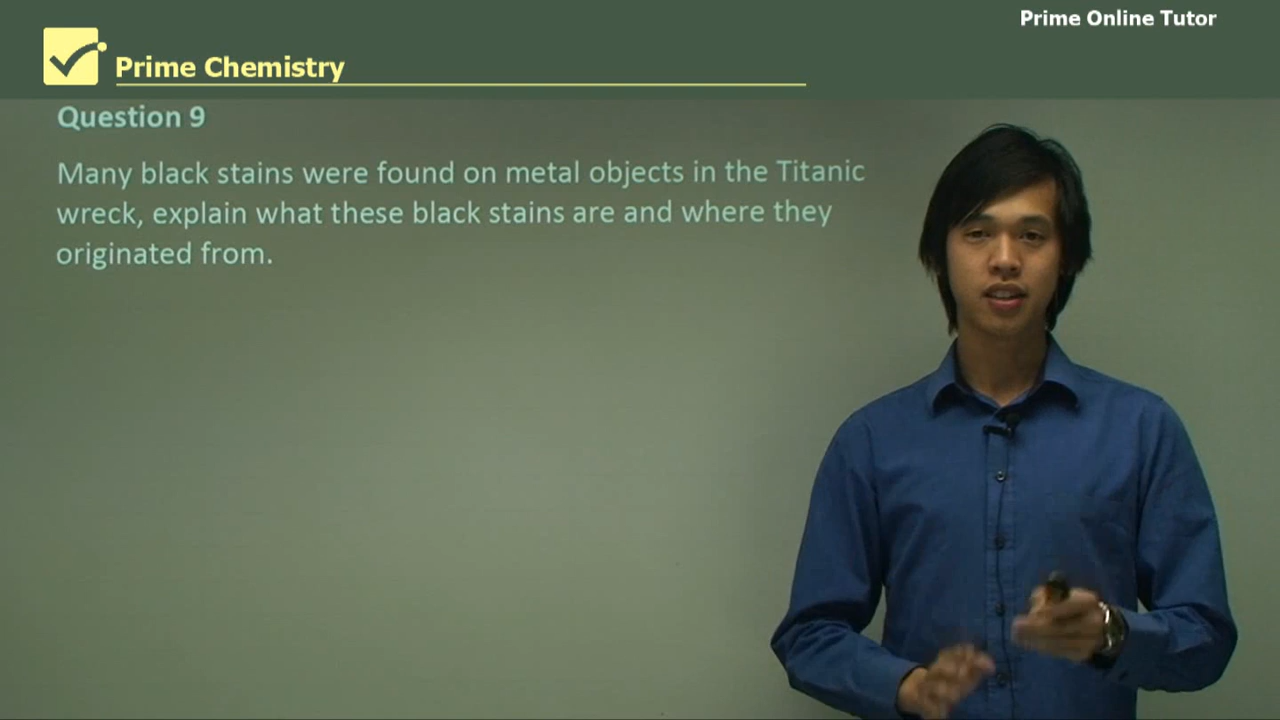 Prime Online Tutor
Prime Chemistry
Question 9
Many black stains were found on metal objects in the Titanic
wreck, explain what these black stains are and where they
originated from.